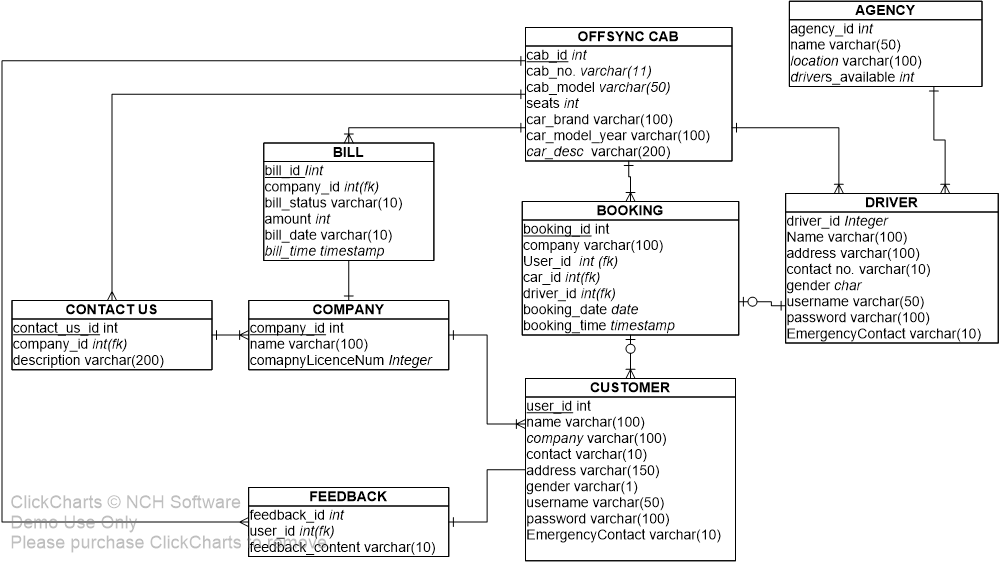 AGENCY
agency_id int
name varchar(50)
location varchar(100)
drivers_available int
OFFSYNC CAB
cab_id int
cab_no. varchar(11)
cab_model varchar(50)
seats int
car_brand varchar(100)
car_model_year varchar(100)
car_desc varchar(200)
BILL
bill_id Iint
company_id int(fk)
bill_status varchar(10)
amount int
bill_date varchar(10)
bill_time timestamp
BOOKING
booking_id int
company varchar(100)
User_id int (fk)
car_id int(fk)
driver_id int(fk)
booking_date date
booking_time timestamp
DRIVER
driver_id Integer
Name varchar(100)
address varchar(100)
contact no. varchar(10)
gender char
username varchar(50)
password varchar(100)
EmergencyContact varchar(10)
CONTACT US
contact_us_id int
company_id int(fk)
description varchar(200)
COMPANY
company_id int
name varchar(100)
comapnyLicenceNum Integer
CUSTOMER
user_id int
name varchar(100)
company varchar(100)
contact varchar(10)
address varchar(150)
gender varchar(1)
username varchar(50)
password varchar(100)
EmergencyContact varchar(10)
FEEDBACK
feedback_id int
user_id int(fk)
feedback_content varchar(10)
ClickCharts © NCH Software
Demo Use Only
Please purchase ClickCharts to remove